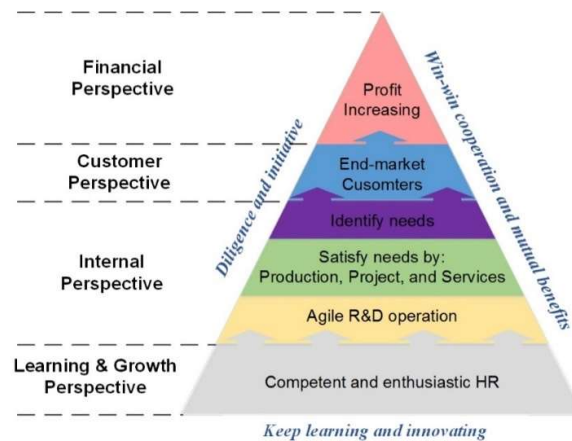 Financial
Perspective
Profit
Increasing
Customer
Perspective
End-market
Cusomters
Identify needs
Internal
Perspective
Satisfy needs by:
Production, Project, and Services
Agile R&D operation
Learning & Growth
Perspective
Competent and enthusiastic HR
Diligence and initiative
Win-win cooperation and mutual benefits
Keep learning and innovating